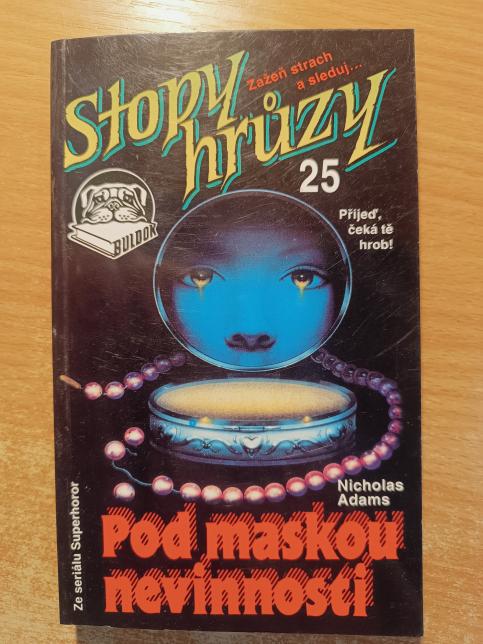 Stopy
hrůzy
Zažeň strach
a sleduj...
25
BULDOK
Přijeď,
čeká tě
hrob!
Nicholas
Adams
Ze seriálu Superhoror
Pod maskou
nevinnosti